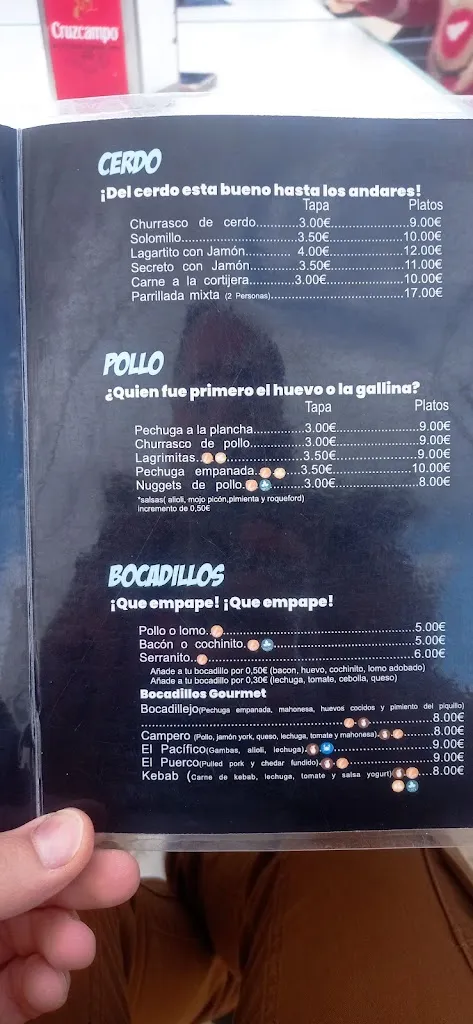 Cruzcampo
CERDO
¡Del cerdo esta bueno hasta los andares!
Tapa Platos
Churrasco de cerdo............3.00€......................9.00€
Solomillo............................3.50€......................10.00€
Lagartito con Jamón............4.00€......................12.00€
Secreto con Jamón............3.50€......................11.00€
Carne a la cortijera............3.00€......................10.00€
Parrillada mixta (2 Personas)......................17.00€
POLLO
¿Quien fue primero el huevo o la gallina?
Tapa Platos
Pechuga a la plancha............3.00€......................9.00€
Churrasco de pollo............3.00€......................9.00€
Lagrimitas............3.50€......................9.00€
Pechuga empanada............3.50€......................10.00€
Nuggets de pollo............3.00€......................8.00€
*salsas( alioli, mojo picón,pimienta y roqueford)
incremento de 0,50€
BOCADILLOS
¡Que empape! ¡Que empape!
Pollo o lomo......................5.00€
Bacón o cochinito......................5.00€
Serranito......................6.00€
Añade a tu bocadillo por 0,50€ (bacon, huevo, cochinito, lomo adobado)
Añade a tu bocadillo por 0,30€ (lechuga, tomate, cebolla, queso)
Bocadillos Gourmet
Bocadillejo(Pechuga empanada, mahonesa, huevos cocidos y pimiento del piquillo)
......................8.00€
Campero (Pollo, jamón york, queso, lechuga, tomate y mahonesa)......8.00€
El Pacífico(Gambas, alioli, lechuga)......................9.00€
El Puerco(Pulled pork y chedar fundido)......................9.00€
Kebab (Carne de kebab, lechuga, tomate y salsa yogurt)....8.00€